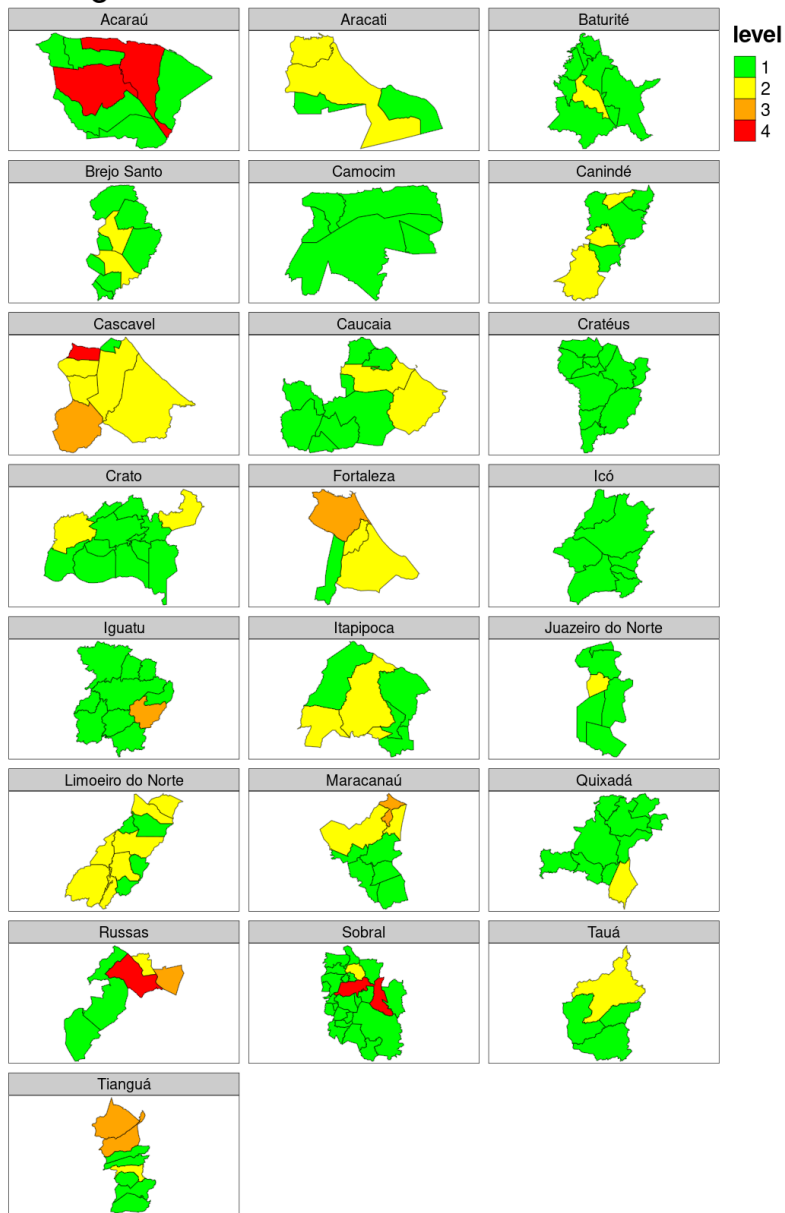 Acaraú
Aracati
Baturité
level
1
2
3
4
Brejo Santo
Camocim
Canindé
Cascavel
Caucaia
Cratéus
Crato
Fortaleza
Icó
Iguatu
Itapipoca
Juazeiro do Norte
Limoeiro do Norte
Maracanaú
Quixadá
Russas
Sobral
Tauá
Tianguá